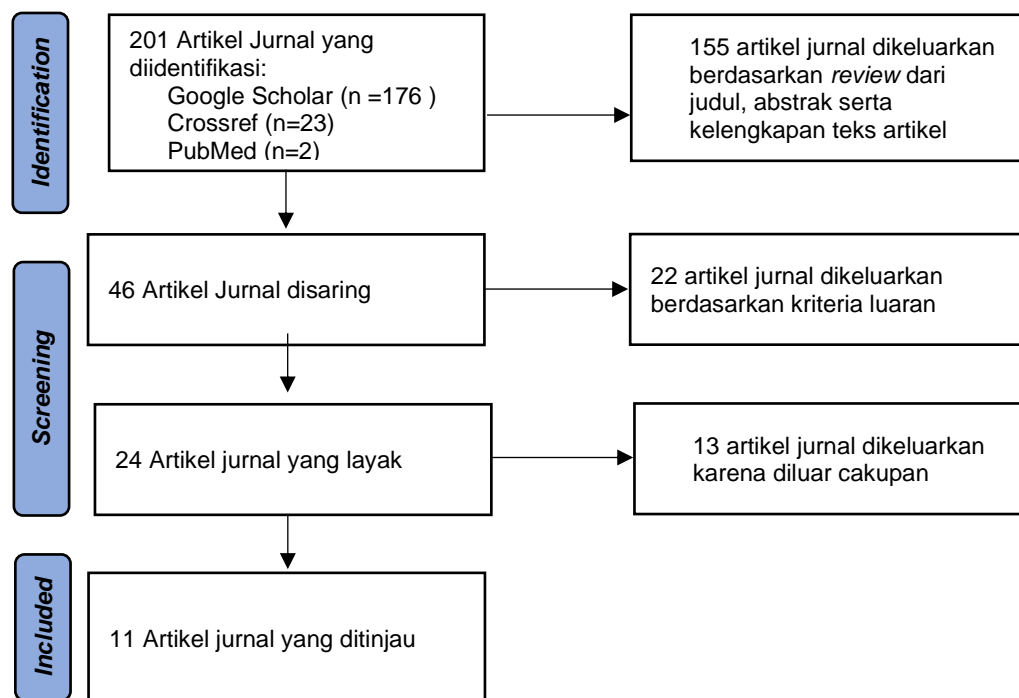 Identification
201 Artikel Jurnal yang
diidentifikasi:
Google Scholar (n =176 )
Crossref (n=23)
PubMed (n=2)
155 artikel jurnal dikeluarkan
berdasarkan review dari
judul, abstrak serta
kelengkapan teks artikel
Screening
46 Artikel Jurnal disaring
22 artikel jurnal dikeluarkan
berdasarkan kriteria luaran
24 Artikel jurnal yang layak
13 artikel jurnal dikeluarkan
karena diluar cakupan
Included
11 Artikel jurnal yang ditinjau